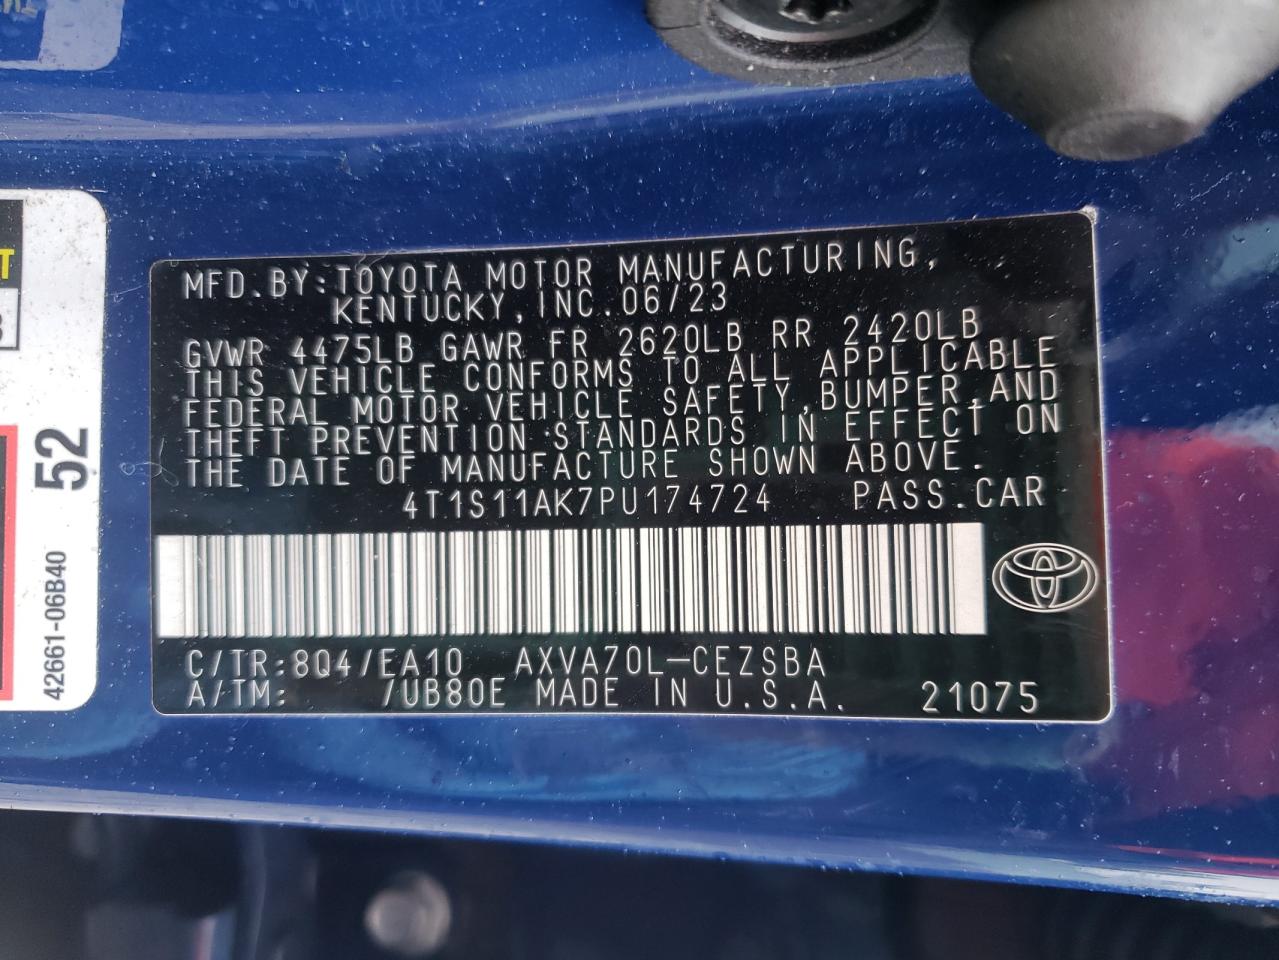 MFD.BY:TOYOTA MOTOR MANUFACTURING,
KENTUCKY,INC.06/23
GVWR 4475LB GAWR FR 2620LB RR 2420LB
THIS VEHICLE CONFORMS TO ALL APPLICABLE
FEDERAL MOTOR VEHICLE SAFETY,BUMPER,AND
THEFT PREVENTION STANDARDS IN EFFECT ON
THE DATE OF MANUFACTURE SHOWN ABOVE.
4T1S11AK7PU174724 PASS.CAR
C/TR:8Q4/EA10 AXVA70L-CEZSBA
A/TM: /UB80E MADE IN U.S.A. 21075
52
42661-06B40